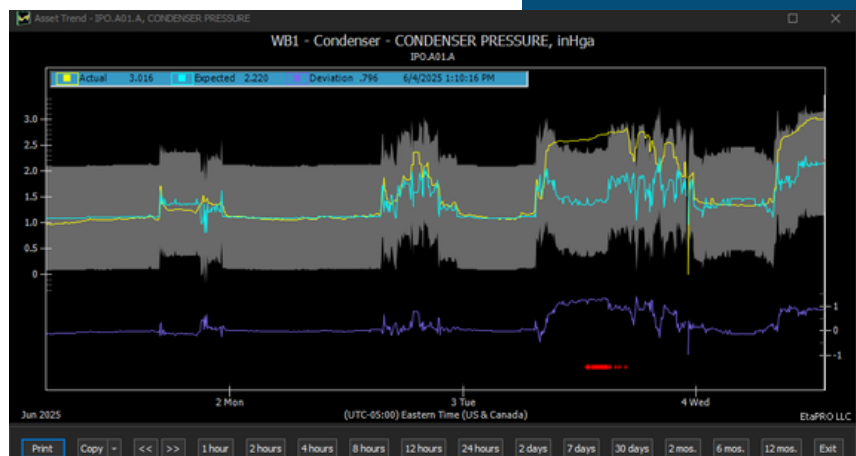 Asset Trend - IPO.A01.A, CONDENSER PRESSURE
WB1 - Condenser - CONDENSER PRESSURE, inHga
IPO.A01.A
Actual 3.016 Expected 2.220 Deviation .796 6/4/2025 1:10:16 PM
3.0
2.5
2.0
1.5
1.0
0.5
0
1
0
-1
2 Mon 3 Tue 4 Wed
Jun 2025 (UTC-05:00) Eastern Time (US & Canada) EtaPRO LLC
Print Copy << >> 1 hour 2 hours 4 hours 8 hours 12 hours 24 hours 2 days 7 days 30 days 2 mos. 6 mos. 12 mos. Exit